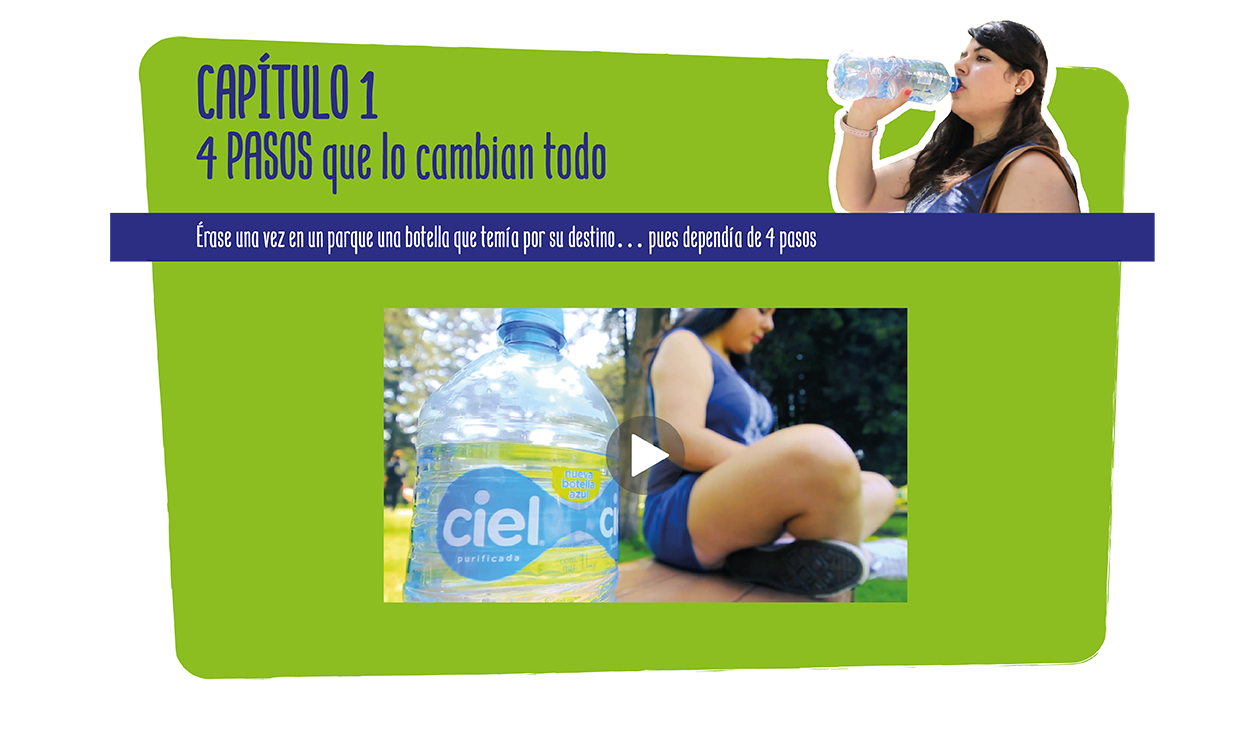 CAPÍTULO 1
4 PASOS que lo cambian todo
Érase una vez en un parque una botella que temía por su destino... pues dependía de 4 pasos
nueva
botella
azul
ciel
purificada
ci